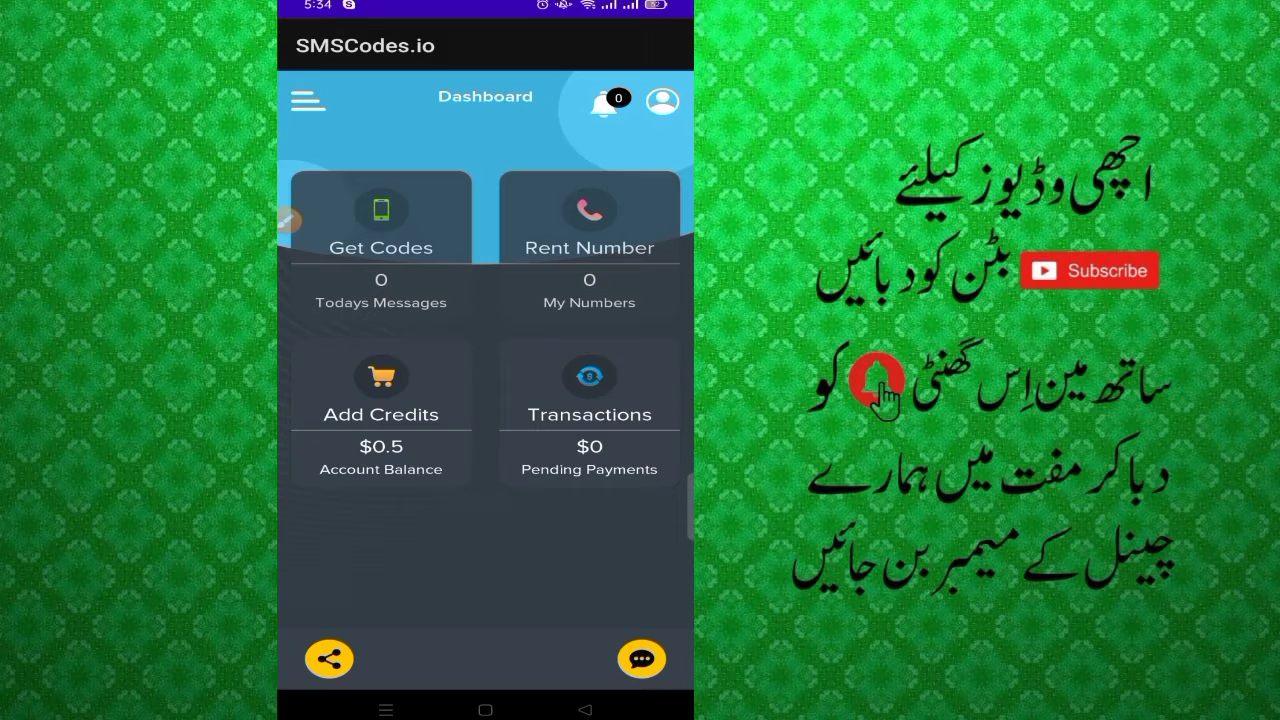 5:34
SMSCodes.io
Dashboard
0
Get Codes
0
Todays Messages
Rent Number
0
My Numbers
Add Credits
$0.5
Account Balance
Transactions
$0
Pending Payments
اچھی وڈیوز کیلئے
Subscribe بٹن کو دبائیں
ساتھ میں اِس گھنٹی کو
دبا کر مفت میں ہمارے
چینل کے میمبر بن جائیں